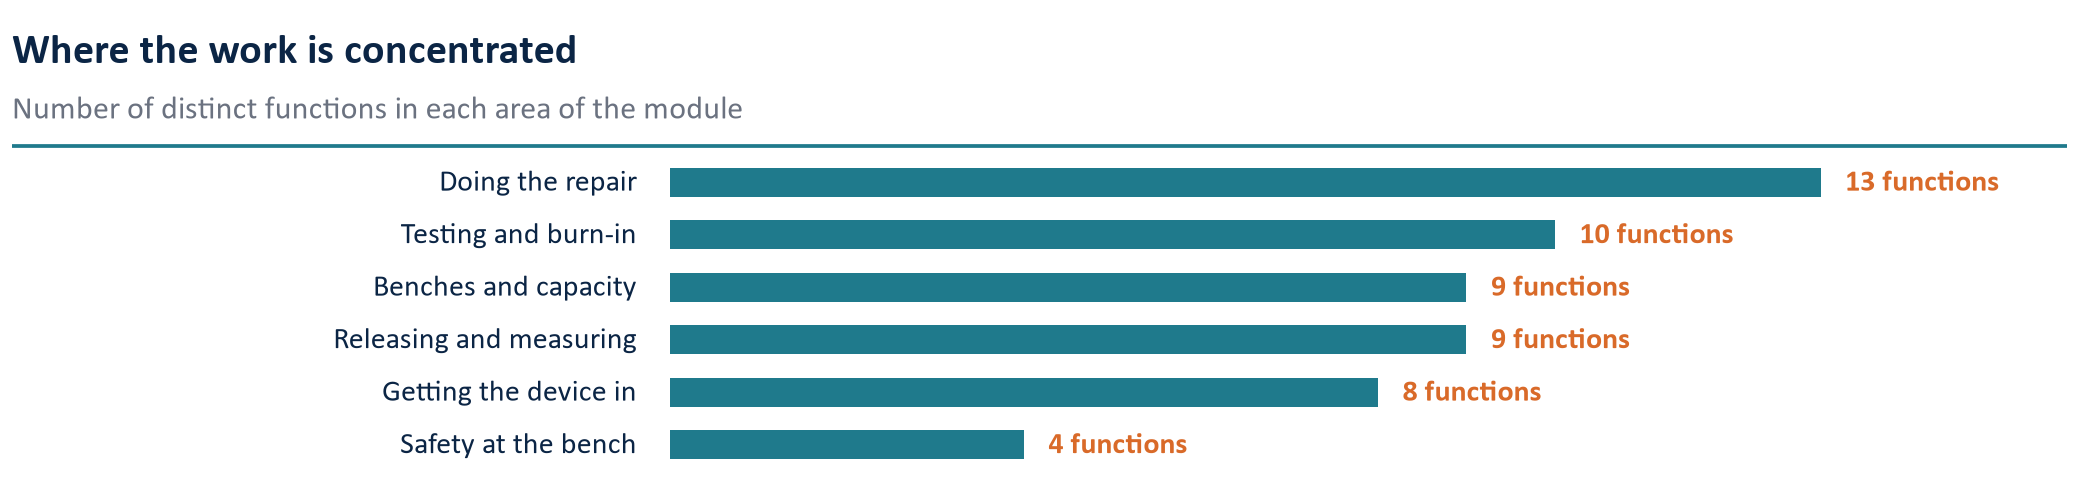 Where the work is concentrated
Number of distinct functions in each area of the module
Doing the repair 13 functions
Testing and burn-in 10 functions
Benches and capacity 9 functions
Releasing and measuring 9 functions
Getting the device in 8 functions
Safety at the bench 4 functions